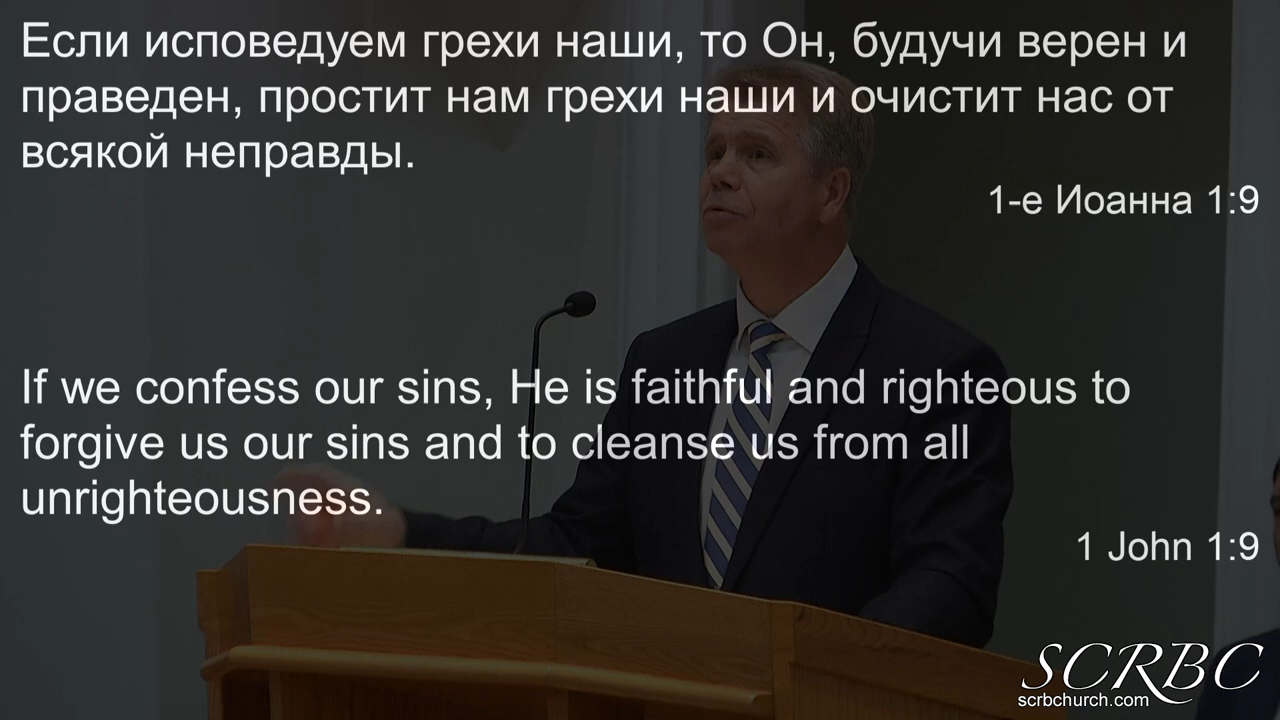 Если исповедуем грехи наши, то Он, будучи верен и
праведен, простит нам грехи наши и очистит нас от
всякой неправды.
1-е Иоанна 1:9
If we confess our sins, He is faithful and righteous to
forgive us our sins and to cleanse us from all
unrighteousness.
1 John 1:9
SCRBC
scrbchurch.com